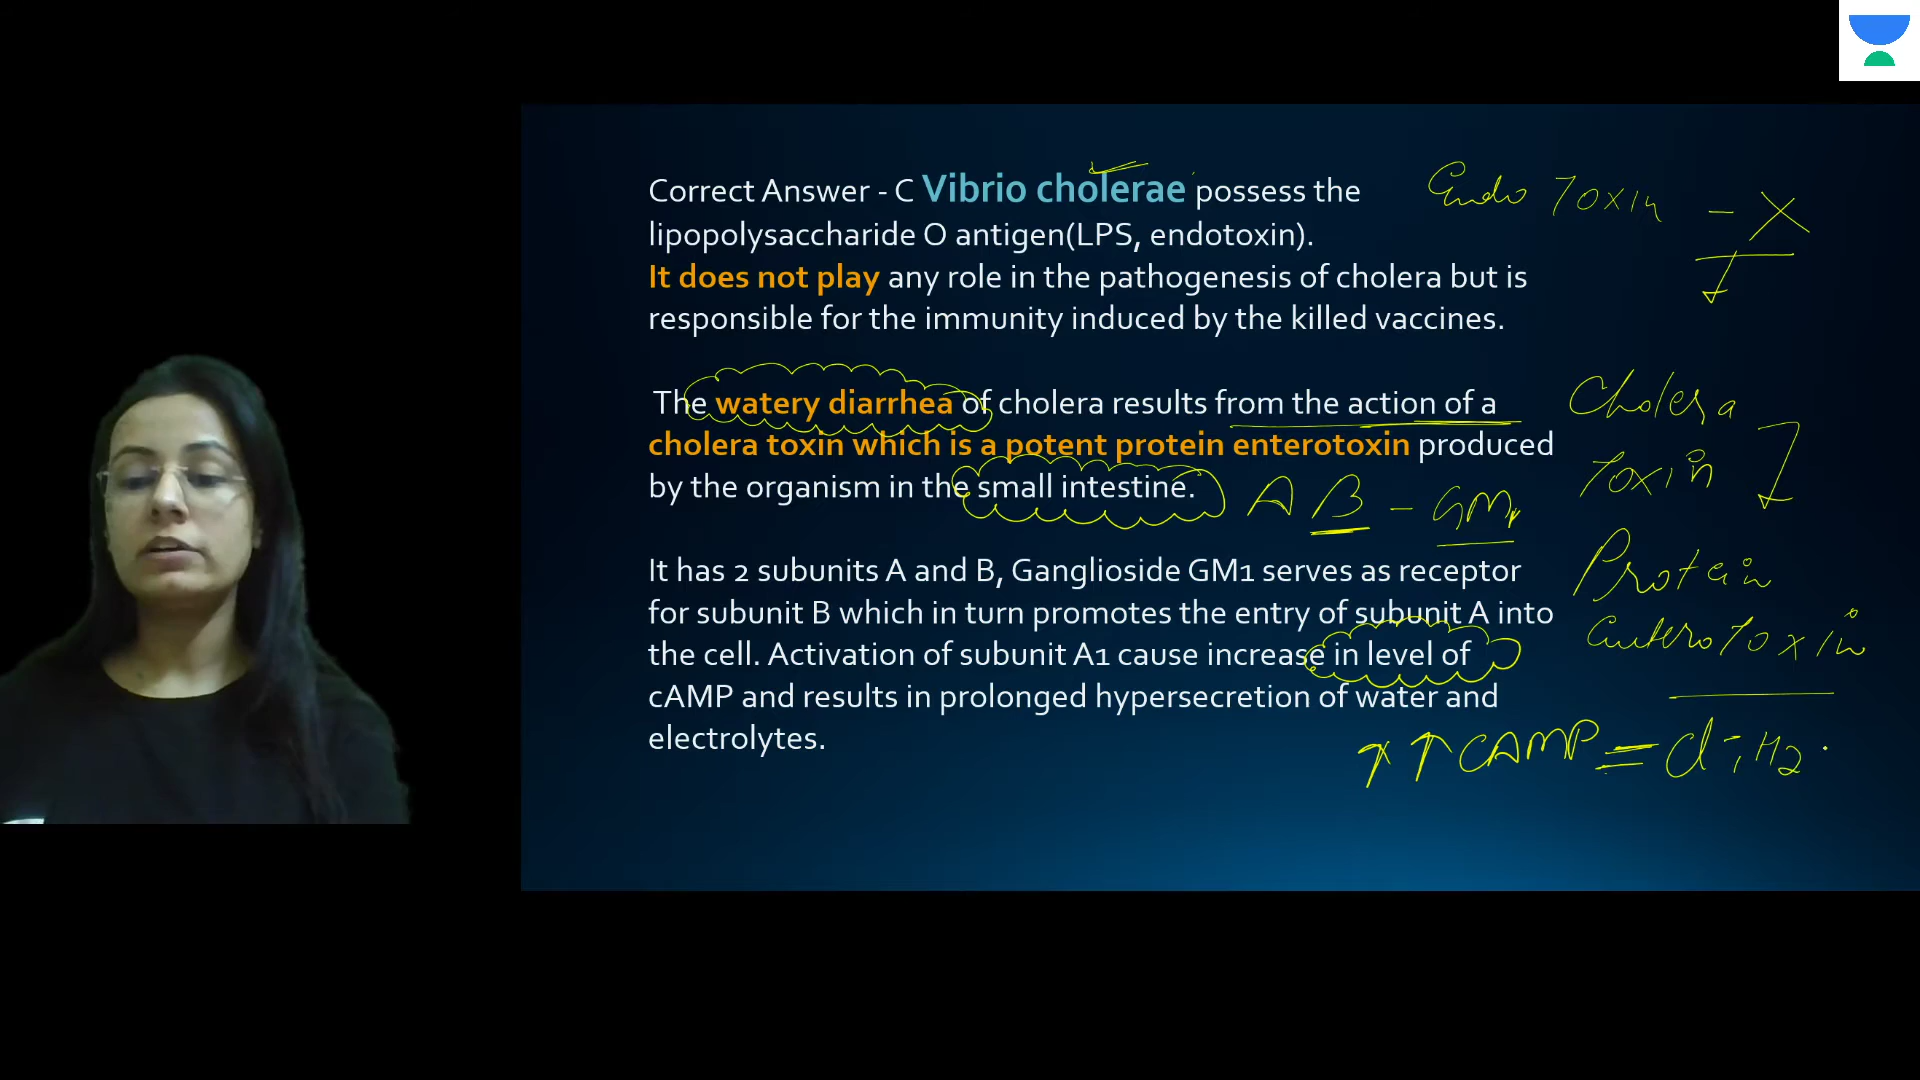 Correct Answer - C Vibrio cholerae possess the
lipopolysaccharide O antigen(LPS, endotoxin).
It does not play any role in the pathogenesis of cholera but is
responsible for the immunity induced by the killed vaccines.
The watery diarrhea of cholera results from the action of a
cholera toxin which is a potent protein enterotoxin produced
by the organism in the small intestine.
It has 2 subunits A and B, Ganglioside GM1 serves as receptor
for subunit B which in turn promotes the entry of subunit A into
the cell. Activation of subunit A1 cause increase in level of
cAMP and results in prolonged hypersecretion of water and
electrolytes.
Endo Toxin - X
Cholera
Toxin
A B - GM1
Protein
Entero Toxin
↑ ↑ CAMP =